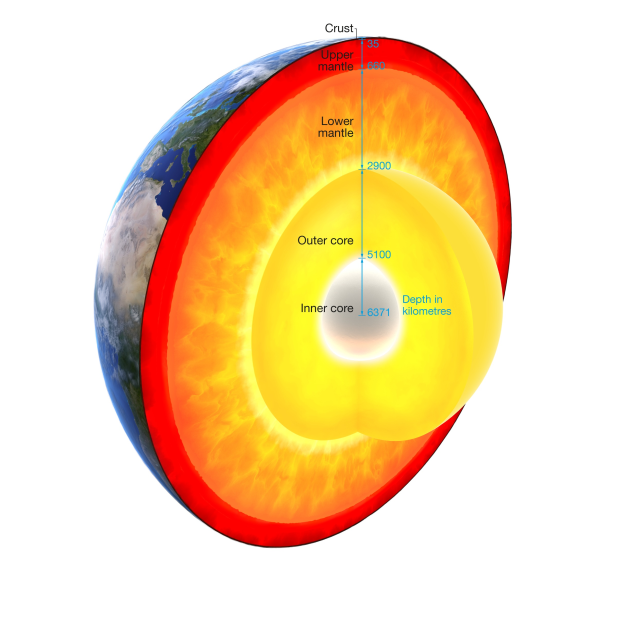 Crust
35
Upper
mantle
660
Lower
mantle
2900
Outer core
5100
Inner core
6371
Depth in
kilometres